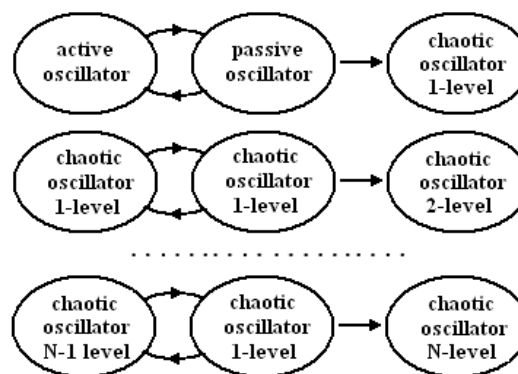 active
oscillator
passive
oscillator
chaotic
oscillator
1-level
chaotic
oscillator
1-level
chaotic
oscillator
1-level
chaotic
oscillator
2-level
chaotic
oscillator
N-1 level
chaotic
oscillator
1-level
chaotic
oscillator
N-level